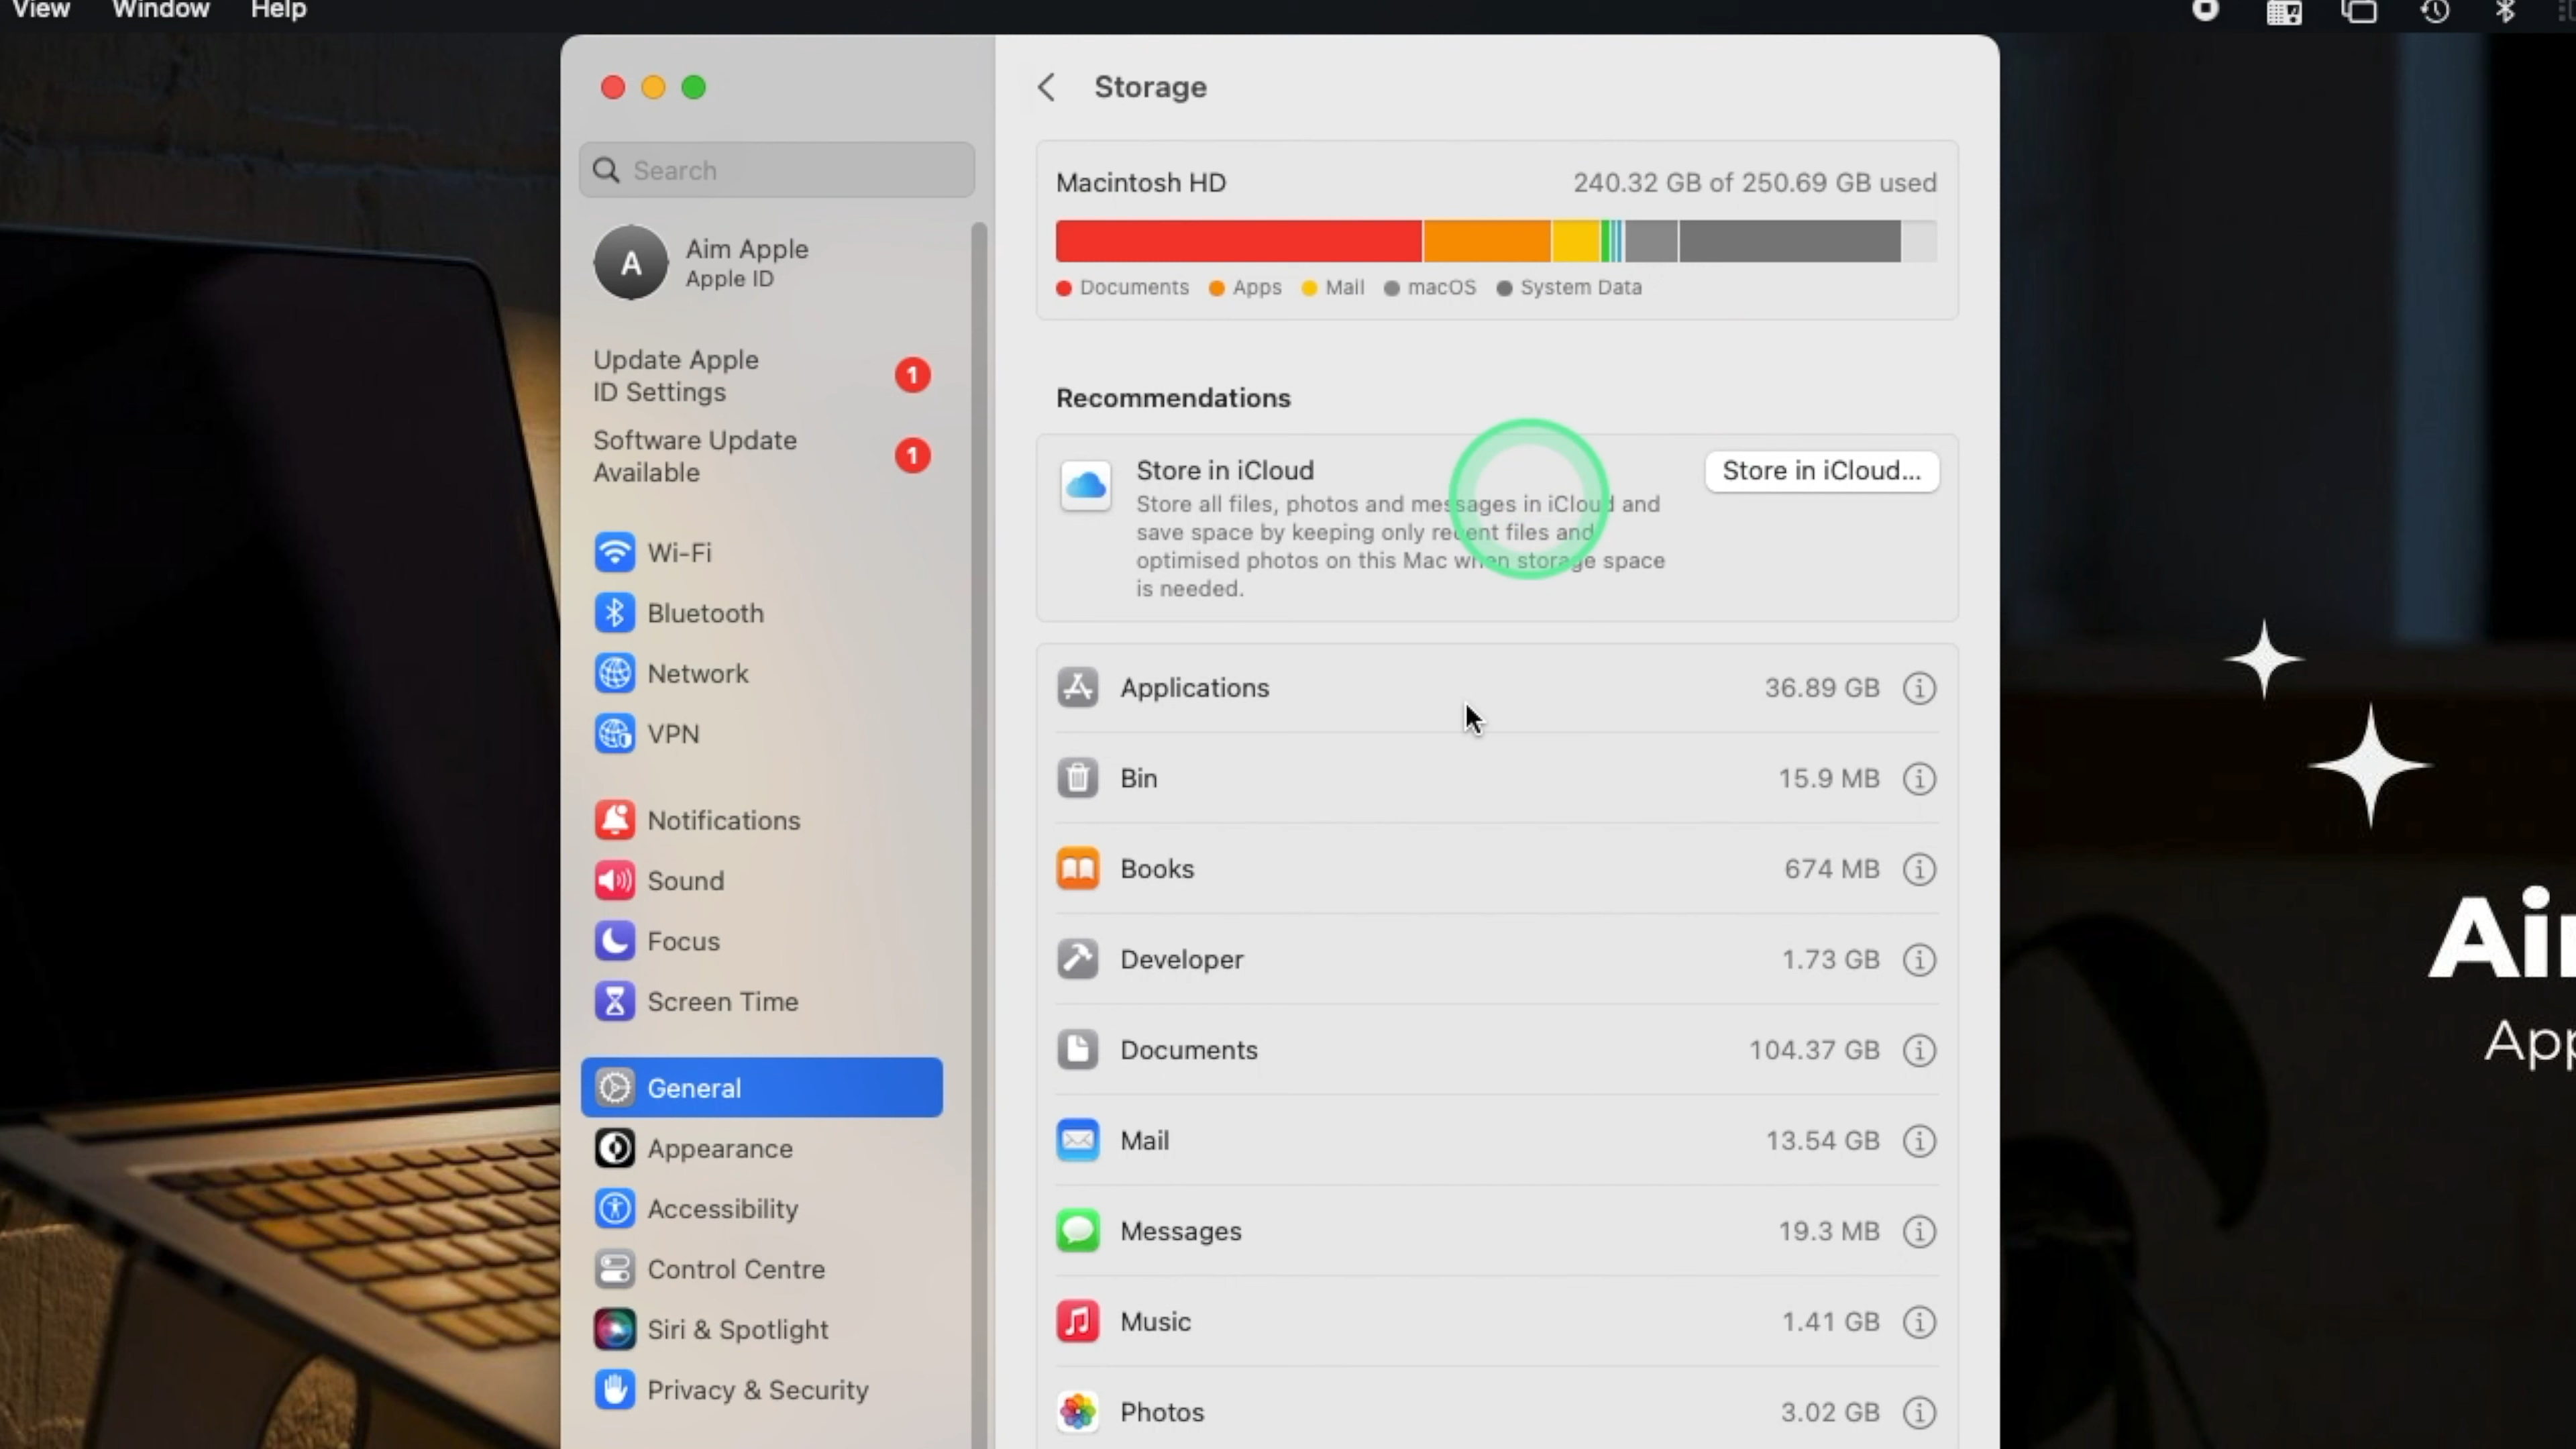 View Window Help
Storage
Search
A
Aim Apple
Apple ID
Update Apple
ID Settings
1
Software Update
Available
1
Wi-Fi
Bluetooth
Network
VPN
Notifications
Sound
Focus
Screen Time
General
Appearance
Accessibility
Control Centre
Siri & Spotlight
Privacy & Security
Macintosh HD
240.32 GB of 250.69 GB used
Documents Apps Mail macOS System Data
Recommendations
Store in iCloud
Store in iCloud...
Store all files, photos and messages in iCloud and
save space by keeping only recent files and
optimised photos on this Mac when storage space
is needed.
Applications 36.89 GB
Bin 15.9 MB
Books 674 MB
Developer 1.73 GB
Documents 104.37 GB
Mail 13.54 GB
Messages 19.3 MB
Music 1.41 GB
Photos 3.02 GB